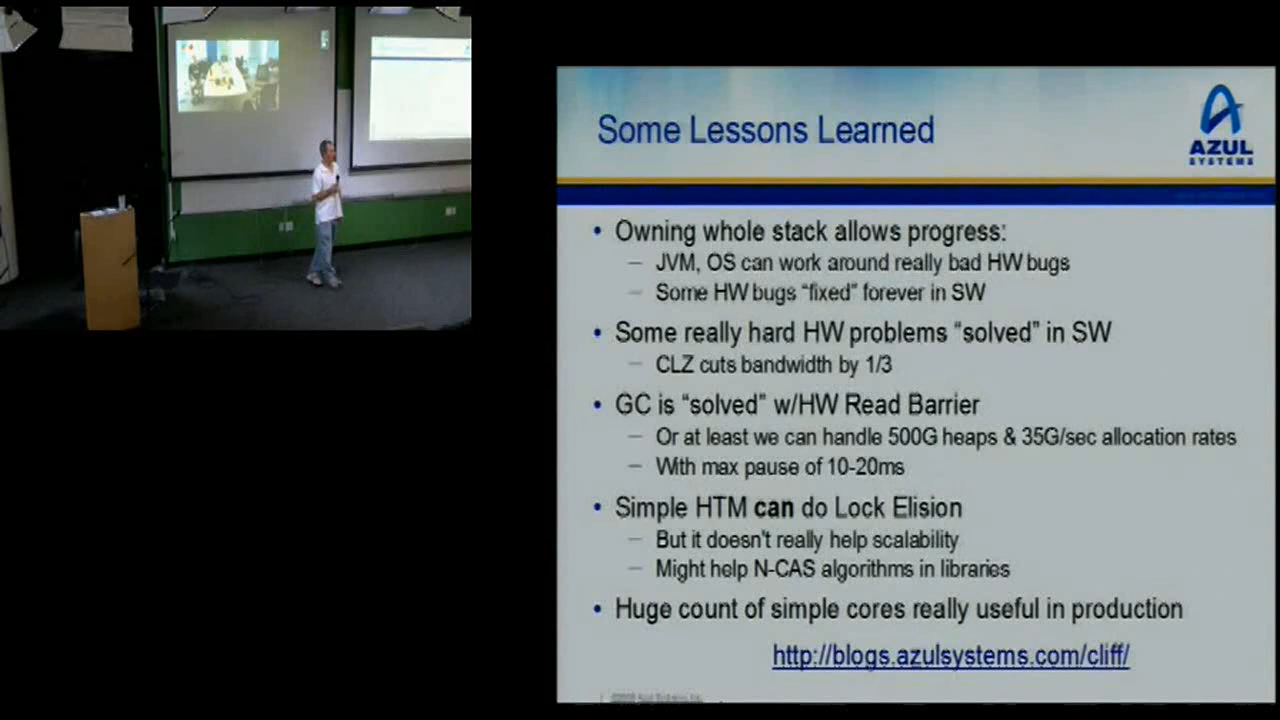 Some Lessons Learned
AZUL
SYSTEMS
• Owning whole stack allows progress:
– JVM, OS can work around really bad HW bugs
– Some HW bugs “fixed” forever in SW
• Some really hard HW problems “solved” in SW
– CLZ cuts bandwidth by 1/3
• GC is “solved” w/HW Read Barrier
– Or at least we can handle 500G heaps & 35G/sec allocation rates
– With max pause of 10-20ms
• Simple HTM can do Lock Elision
– But it doesn't really help scalability
– Might help N-CAS algorithms in libraries
• Huge count of simple cores really useful in production
http://blogs.azulsystems.com/cliff/